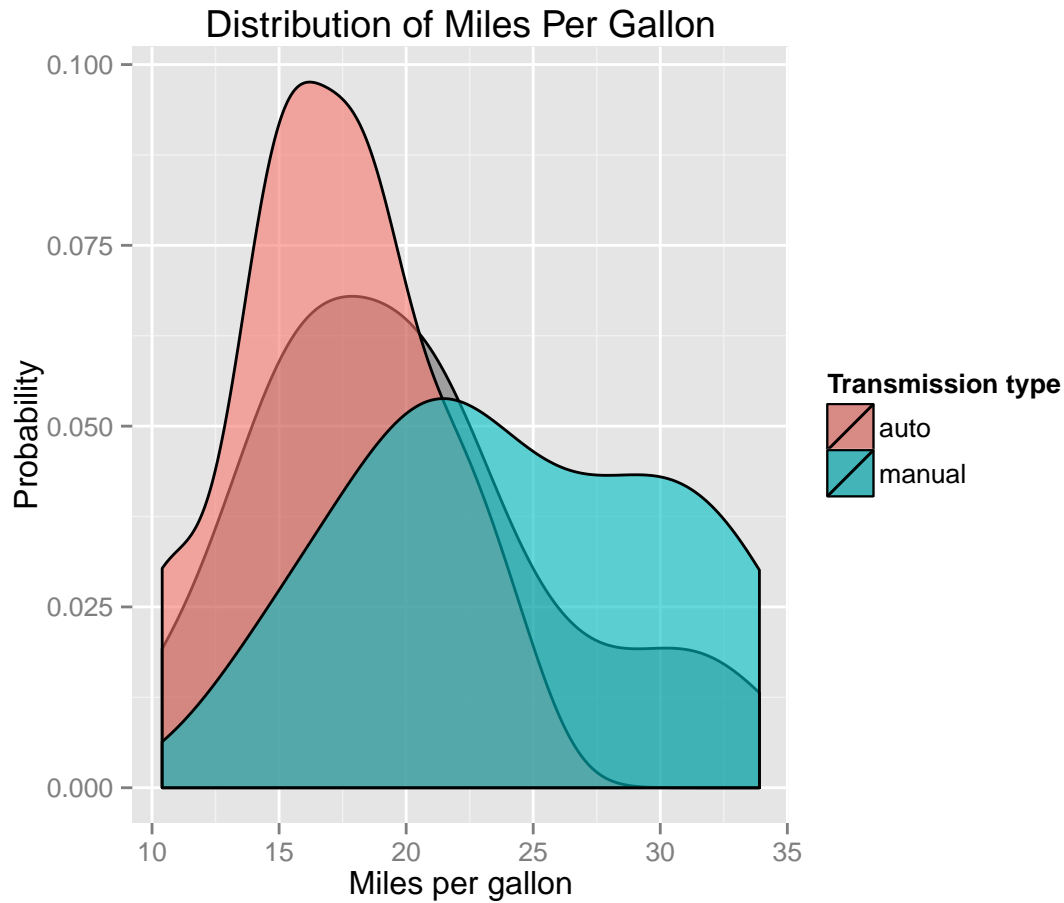 Distribution of Miles Per Gallon
0.100
0.075
0.050
0.025
0.000
Probability
10 15 20 25 30 35
Miles per gallon
Transmission type
auto
manual